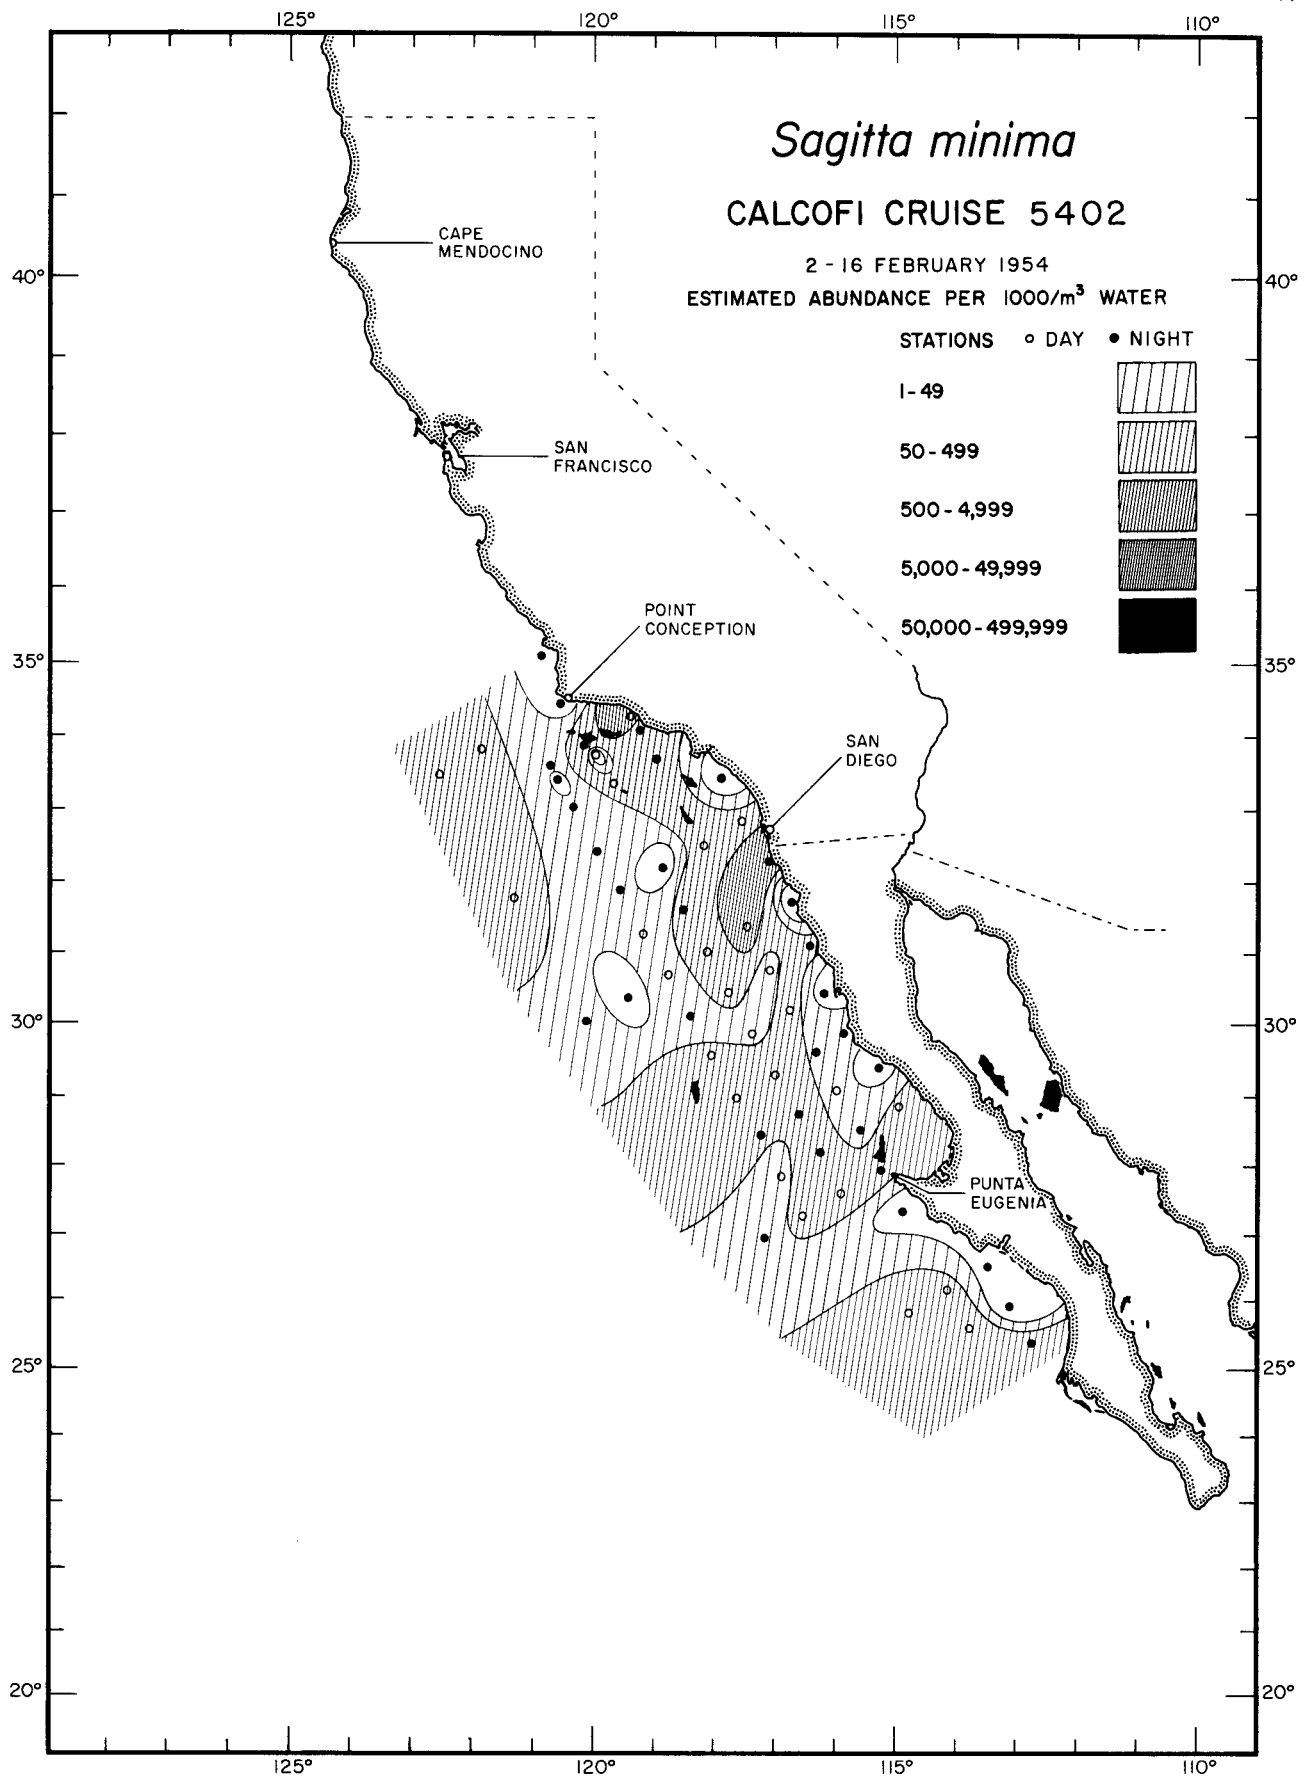 125° 120° 115° 110°
Sagitta minima
CALCOFI CRUISE 5402
2-16 FEBRUARY 1954
ESTIMATED ABUNDANCE PER 1000/m³ WATER
STATIONS ○ DAY ● NIGHT
1-49
50-499
500-4,999
5,000-49,999
50,000-499,999
CAPE
MENDOCINO
40° 40°
SAN
FRANCISCO
POINT
CONCEPTION
35° 35°
SAN
DIEGO
30° 30°
PUNTA
EUGENIA
25° 25°
20° 20°
125° 120° 115° 110°